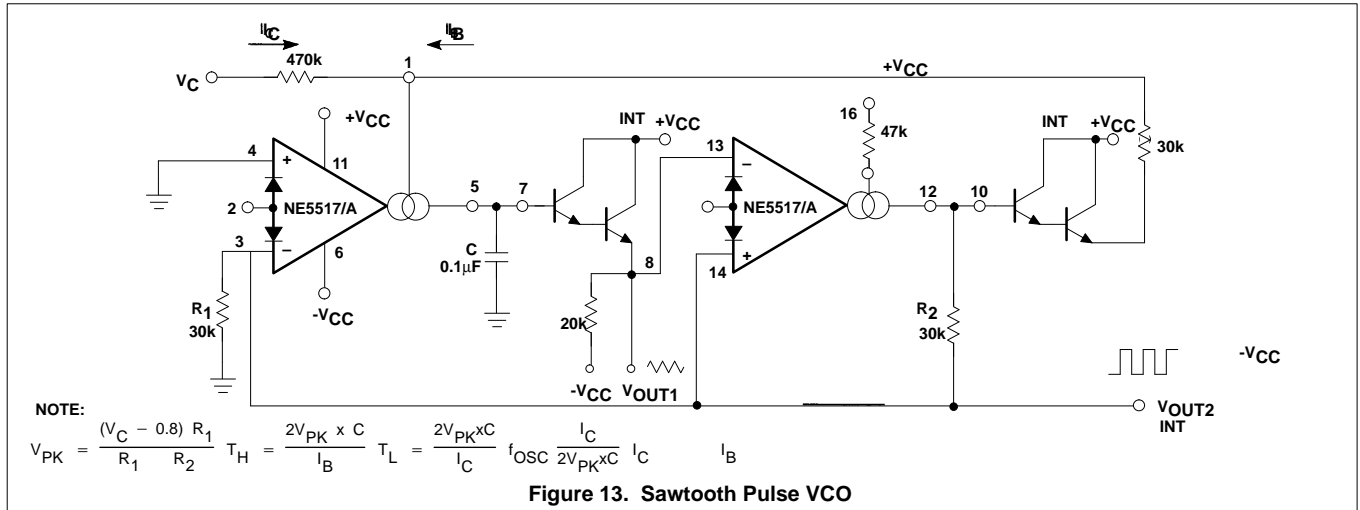 IC
IB
470k
1
VC
+VCC
+VCC
INT
+VCC
16
47k
INT
+VCC
30k
4
+
11
13
−
2
NE5517/A
5
7
NE5517/A
12
10
3
−
6
C
0.1μF
8
14
+
R1
30k
-VCC
20k
R2
30k
-VCC
-VCC
VOUT1
VOUT2
INT
NOTE:
VPK = (VC − 0.8) R1 / R1 R2 TH = 2VPK x C / IB TL = 2VPKxC / IC fOSC IC / 2VPKxC IC IB
Figure 13. Sawtooth Pulse VCO